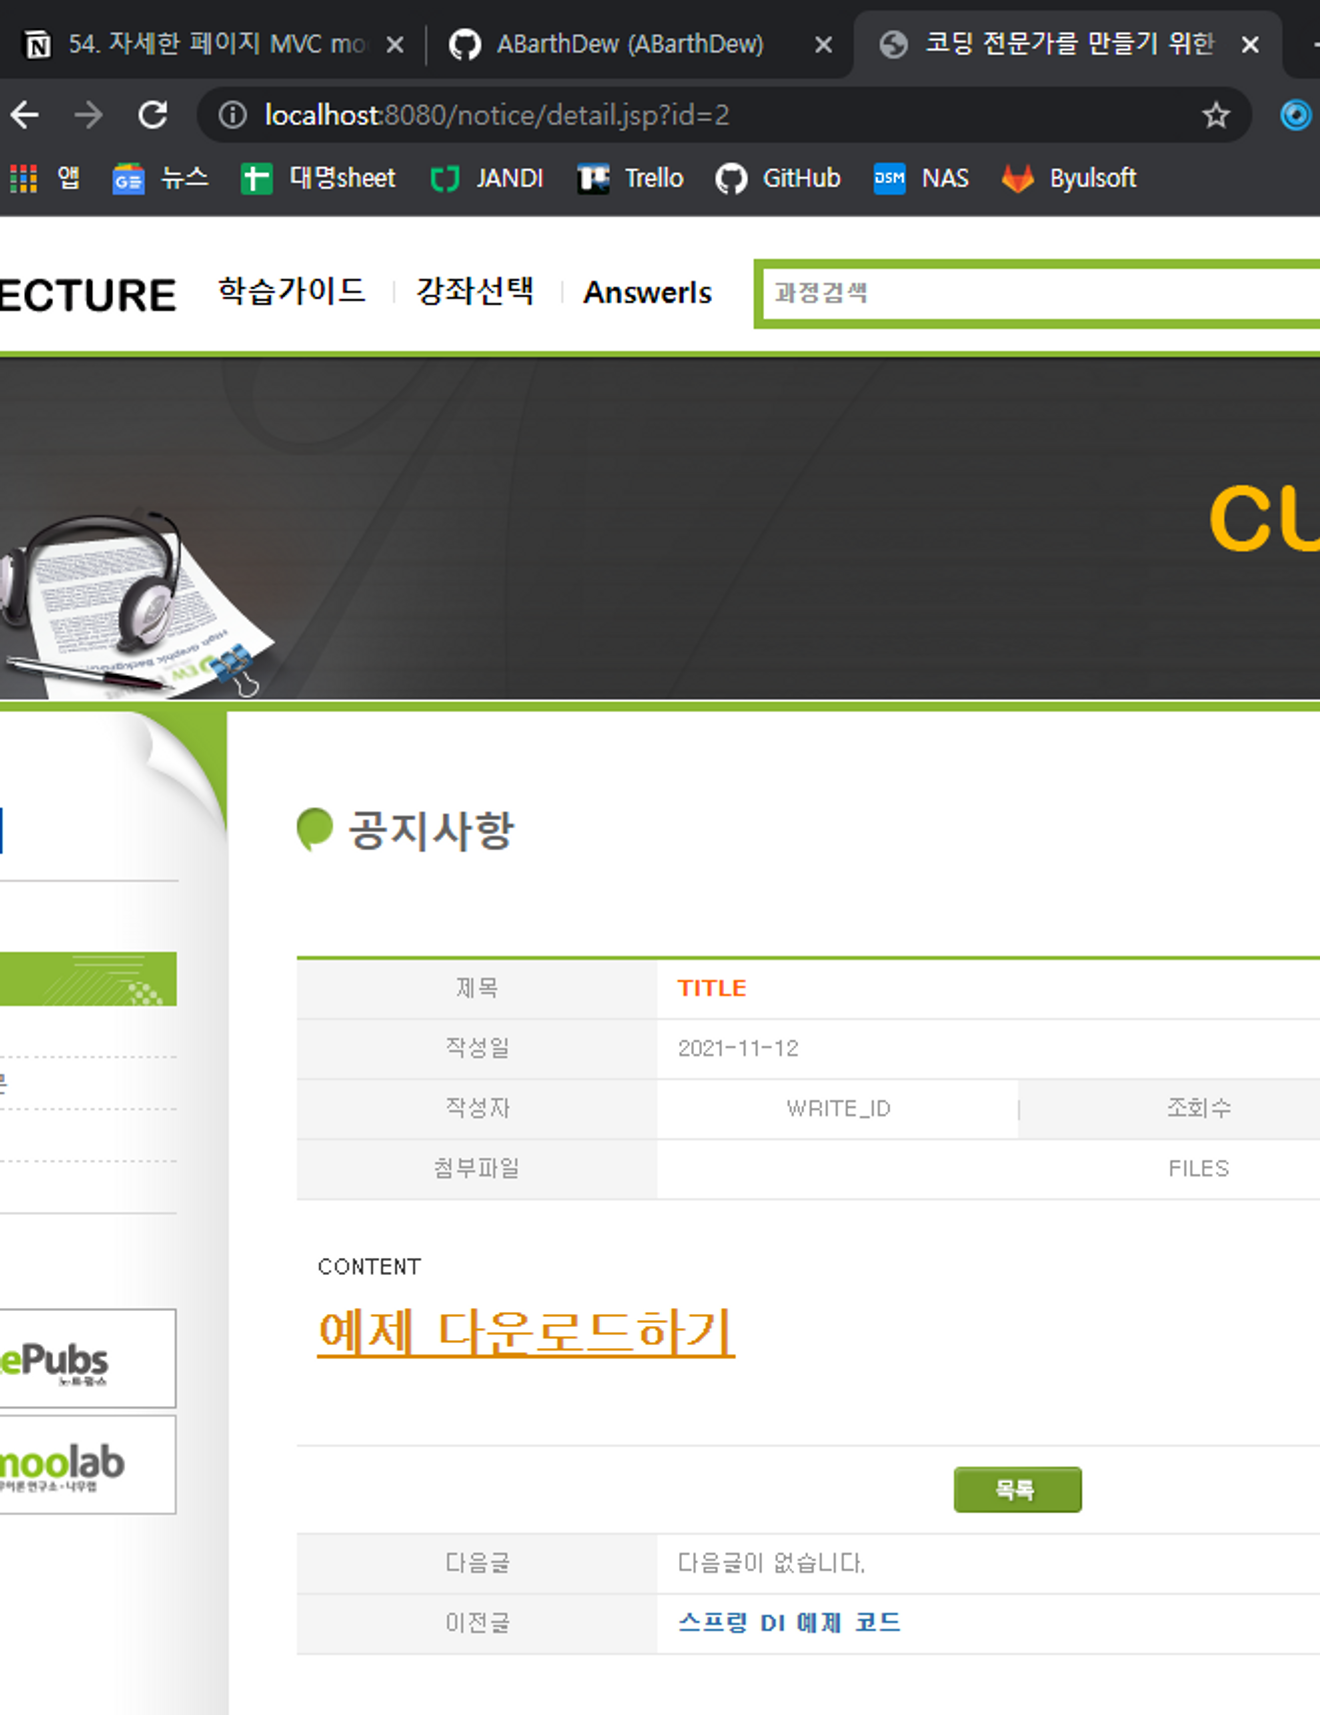 54. 자세한 페이지 MVC mo
ABarthDew (ABarthDew)
코딩 전문가를 만들기 위한
localhost:8080/notice/detail.jsp?id=2
앱 뉴스 대명sheet JANDI Trello GitHub DSM NAS Byulsoft
ECTURE 학습가이드 강좌선택 AnswerIs 과정검색
CU
공지사항
제목 TITLE
작성일 2021-11-12
작성자 WRITE_ID 조회수
첨부파일 FILES
CONTENT
예제 다운로드하기
ePubs
노트펍스
moolab
목록
다음글 다음글이 없습니다.
이전글 스프링 DI 예제 코드